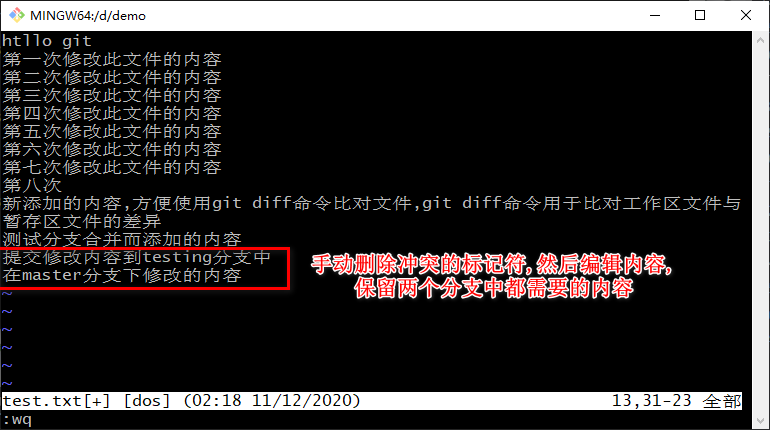 MINGW64:/d/demo
htllo git
第一次修改此文件的内容
第二次修改此文件的内容
第三次修改此文件的内容
第四次修改此文件的内容
第五次修改此文件的内容
第六次修改此文件的内容
第七次修改此文件的内容
第八次
新添加的内容,方便使用git diff命令比对文件,git diff命令用于比对工作区文件与
暂存区文件的差异
测试分支合并而添加的内容
提交修改内容到testing分支中
在master分支下修改的内容
手动删除冲突的标记符,然后编辑内容,
保留两个分支中都需要的内容
~
~
~
~
~
~
test.txt[+] [dos] (02:18 11/12/2020) 13,31-23 全部
:wq